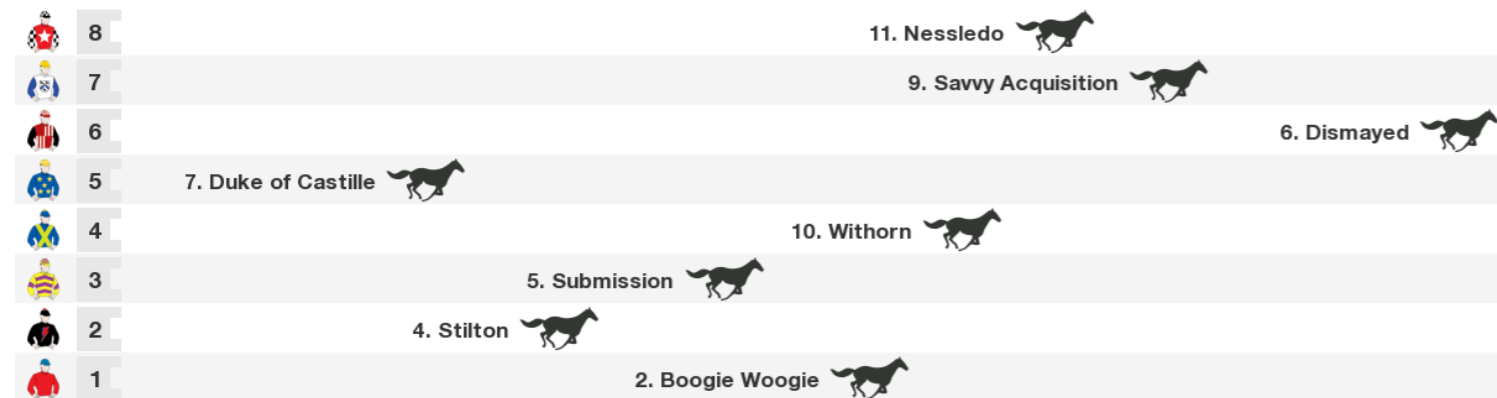 8 11. Nessledo
7 9. Savvy Acquisition
6 6. Dismayed
5 7. Duke of Castille
4 10. Withorn
3 5. Submission
2 4. Stilton
1 2. Boogie Woogie